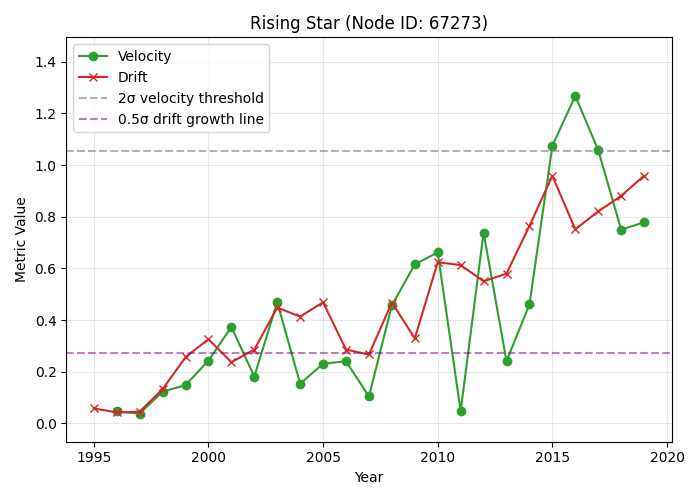 Rising Star (Node ID: 67273)
Velocity
Drift
2σ velocity threshold
0.5σ drift growth line
Metric Value
1.4
1.2
1.0
0.8
0.6
0.4
0.2
0.0
1995 2000 2005 2010 2015 2020
Year